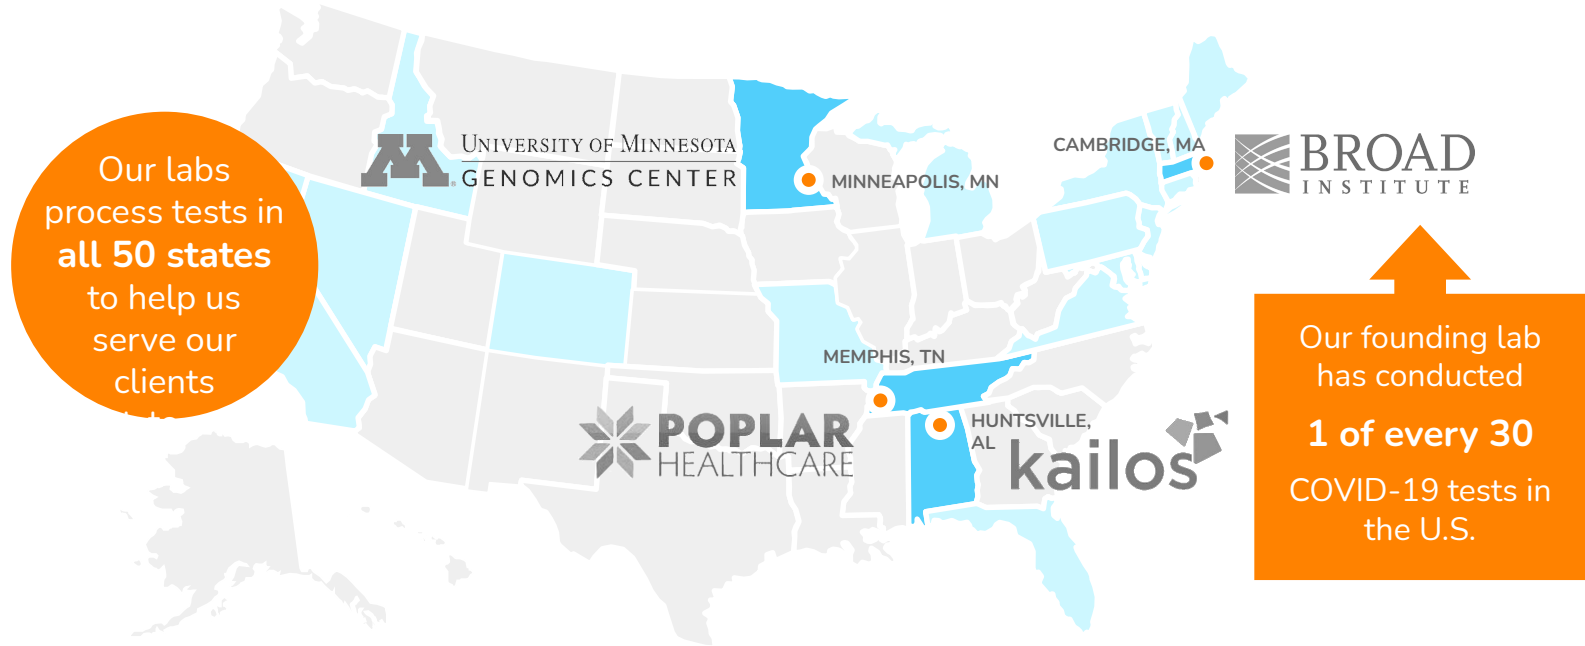 Our labs
process tests in
all 50 states
to help us
serve our
clients
UNIVERSITY OF MINNESOTA
GENOMICS CENTER
MINNEAPOLIS, MN
CAMBRIDGE, MA
BROAD
INSTITUTE
MEMPHIS, TN
POPLAR
HEALTHCARE
HUNTSVILLE,
AL
kailos
Our founding lab
has conducted
1 of every 30
COVID-19 tests in
the U.S.